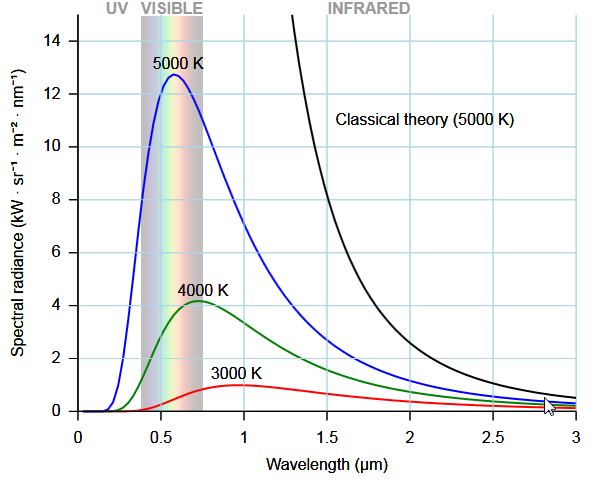 UV VISIBLE INFRARED
14
12
10
8
6
4
2
0
Spectral radiance (kW · sr⁻¹ · m⁻² · nm⁻¹)
5000 K
Classical theory (5000 K)
4000 K
3000 K
0 0.5 1 1.5 2 2.5 3
Wavelength (μm)